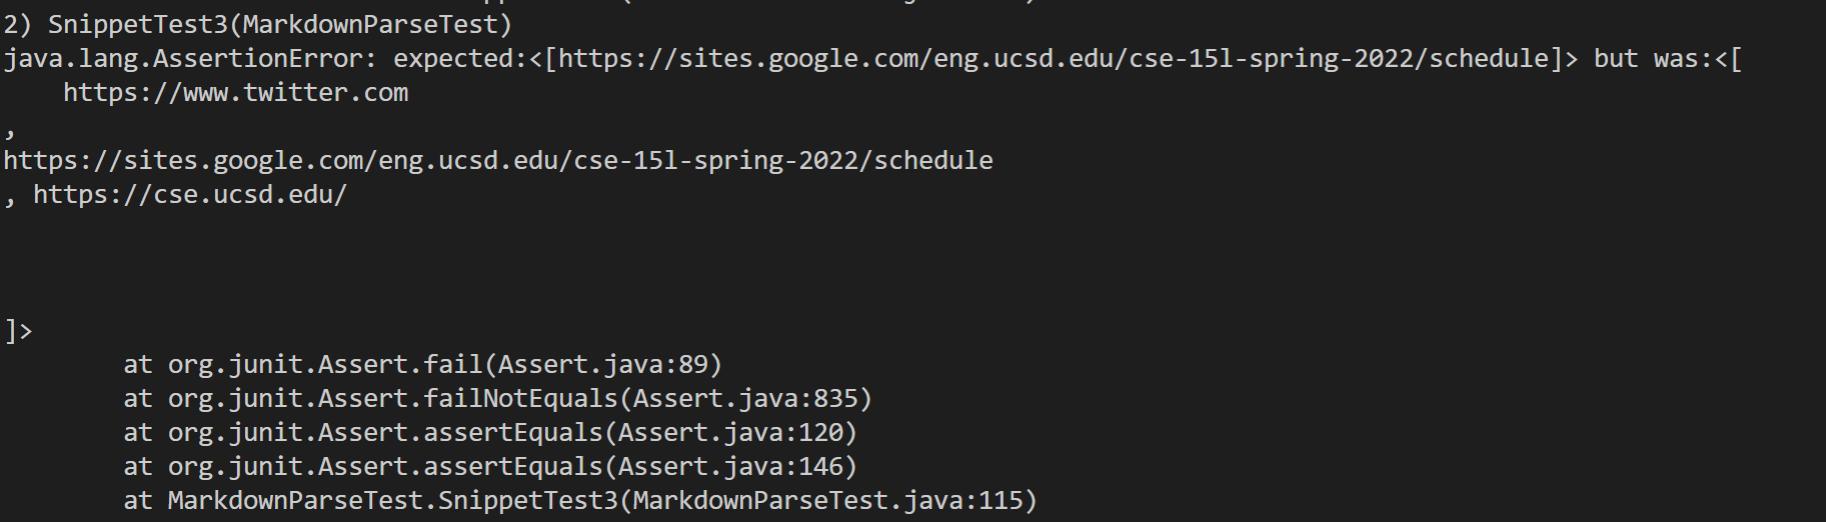 2) SnippetTest3(MarkdownParseTest)
java.lang.AssertionError: expected:<[https://sites.google.com/eng.ucsd.edu/cse-15l-spring-2022/schedule]> but was:<[
    https://www.twitter.com
,
https://sites.google.com/eng.ucsd.edu/cse-15l-spring-2022/schedule
, https://cse.ucsd.edu/
]>
        at org.junit.Assert.fail(Assert.java:89)
        at org.junit.Assert.failNotEquals(Assert.java:835)
        at org.junit.Assert.assertEquals(Assert.java:120)
        at org.junit.Assert.assertEquals(Assert.java:146)
        at MarkdownParseTest.SnippetTest3(MarkdownParseTest.java:115)